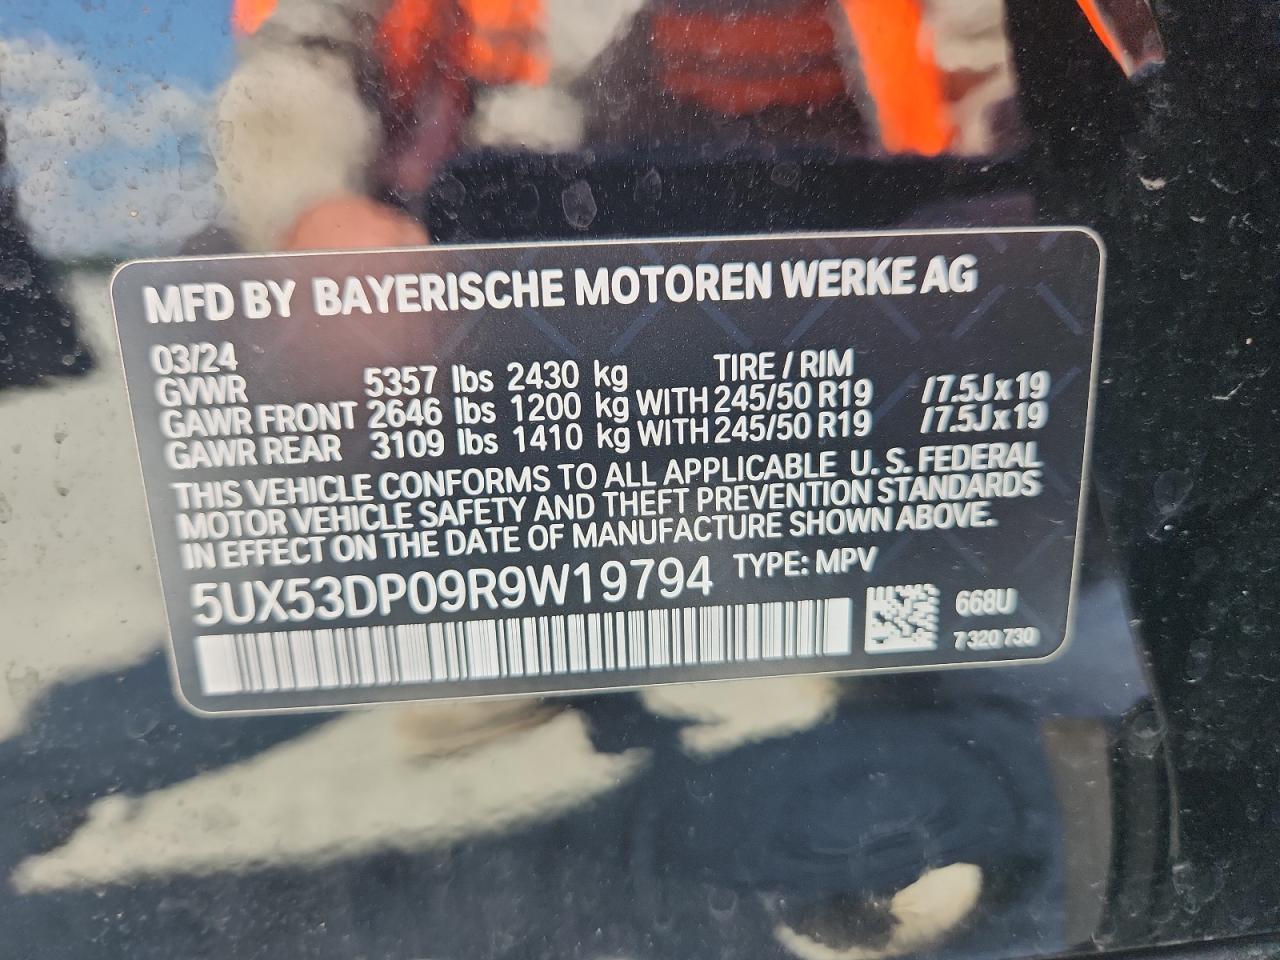 MFD BY BAYERISCHE MOTOREN WERKE AG
03/24 TIRE / RIM
GVWR 5357 lbs 2430 kg
GAWR FRONT 2646 lbs 1200 kg WITH 245/50 R19 /7.5Jx19
GAWR REAR 3109 lbs 1410 kg WITH 245/50 R19 /7.5Jx19
THIS VEHICLE CONFORMS TO ALL APPLICABLE U.S. FEDERAL
MOTOR VEHICLE SAFETY AND THEFT PREVENTION STANDARDS
IN EFFECT ON THE DATE OF MANUFACTURE SHOWN ABOVE.
5UX53DP09R9W19794 TYPE: MPV
668U
7 320 730